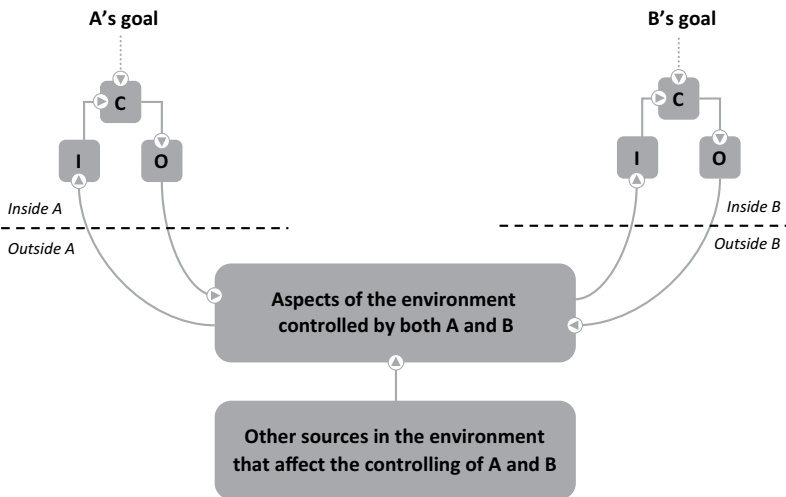 A's goal
B's goal
C
C
I
O
I
O
Inside A
Inside B
Outside A
Outside B
Aspects of the environment
controlled by both A and B
Other sources in the environment
that affect the controlling of A and B